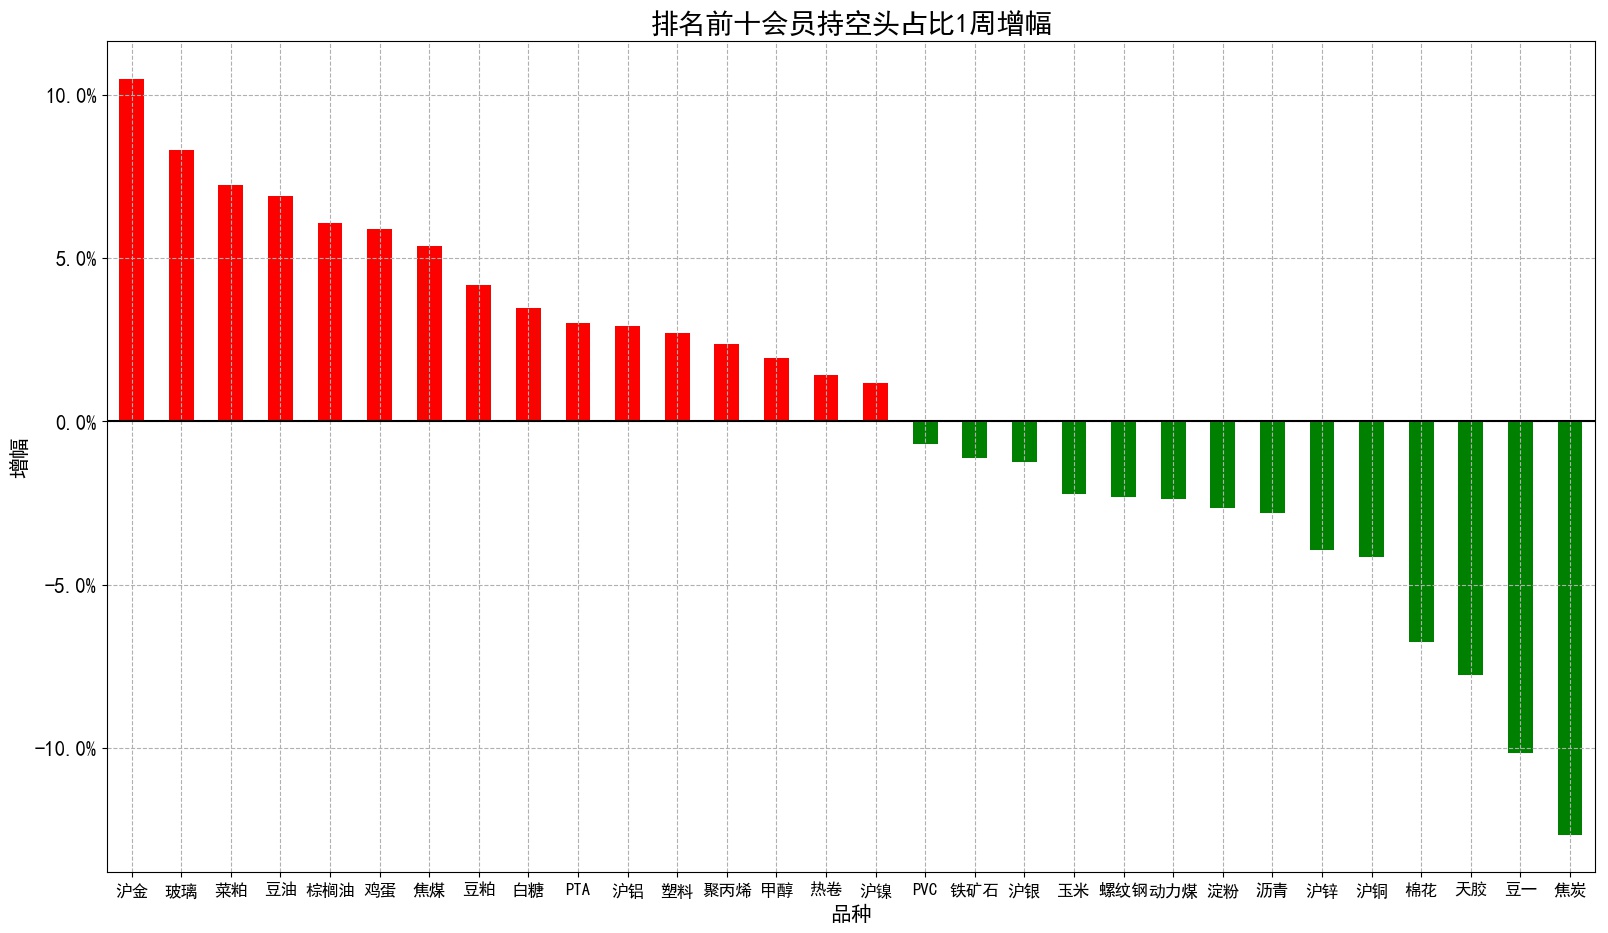 排名前十会员持空头占比1周增幅
10.0%
5.0%
0.0%
-5.0%
-10.0%
增幅
沪金 玻璃 菜粕 豆油 棕榈油 鸡蛋 焦煤 豆粕 白糖 PTA 沪铝 塑料 聚丙烯 甲醇 热卷 沪镍 PVC 铁矿石 沪银 玉米 螺纹钢 动力煤 淀粉 沥青 沪锌 沪铜 棉花 天胶 豆一 焦炭
品种